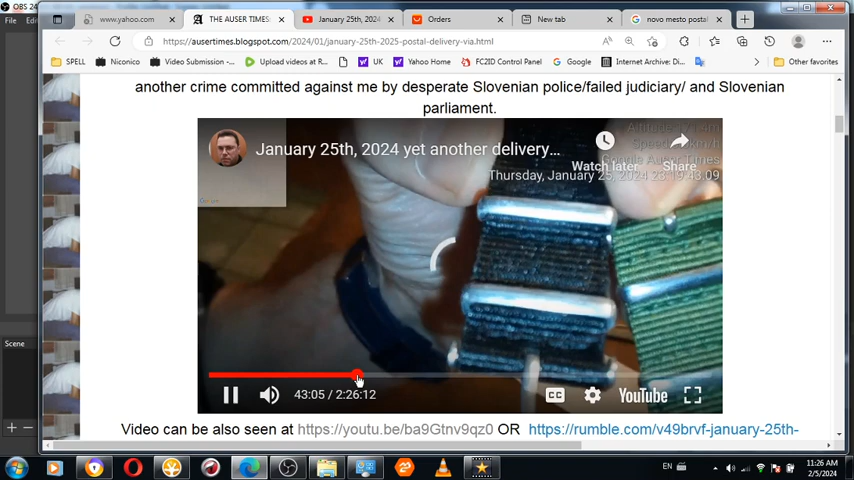 OBS 24
www.yahoo.com
THE AUSER TIMES:
January 25th, 2024
Orders
New tab
novo mesto postal
File
https://ausertimes.blogspot.com/2024/01/january-25th-2025-postal-delivery-via.html
SPELL
Niconico
Video Submission -...
Upload videos at R...
UK
Yahoo Home
FC2ID Control Panel
Google
Internet Archive: Di...
Other favorites
another crime committed against me by desperate Slovenian police/failed judiciary/ and Slovenian
parliament.
January 25th, 2024 yet another delivery...
Watch later
Share
Thursday, January 25, 2024 23:19:43.09
43:05 / 2:26:12
CC
YouTube
Video can be also seen at https://youtu.be/ba9Gtnv9qz0 OR https://rumble.com/v49brvf-january-25th-
Scene
EN
11:26 AM
2/5/2024